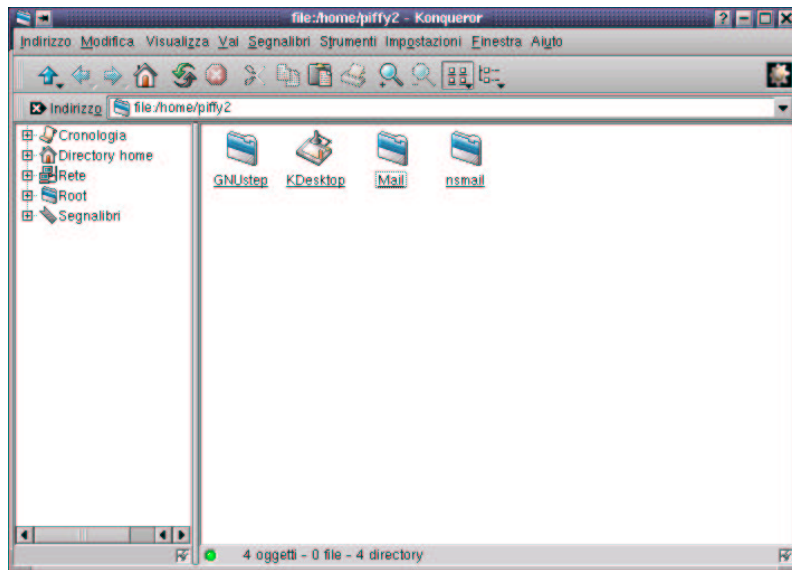 file:/home/piffy2 - Konqueror
Indirizzo Modifica Visualizza Vai Segnalibri Strumenti Impostazioni Finestra Aiuto
Indirizzo file:/home/piffy2
Cronologia
Directory home
Rete
Root
Segnalibri
GNUstep KDesktop Mail nsmail
4 oggetti - 0 file - 4 directory